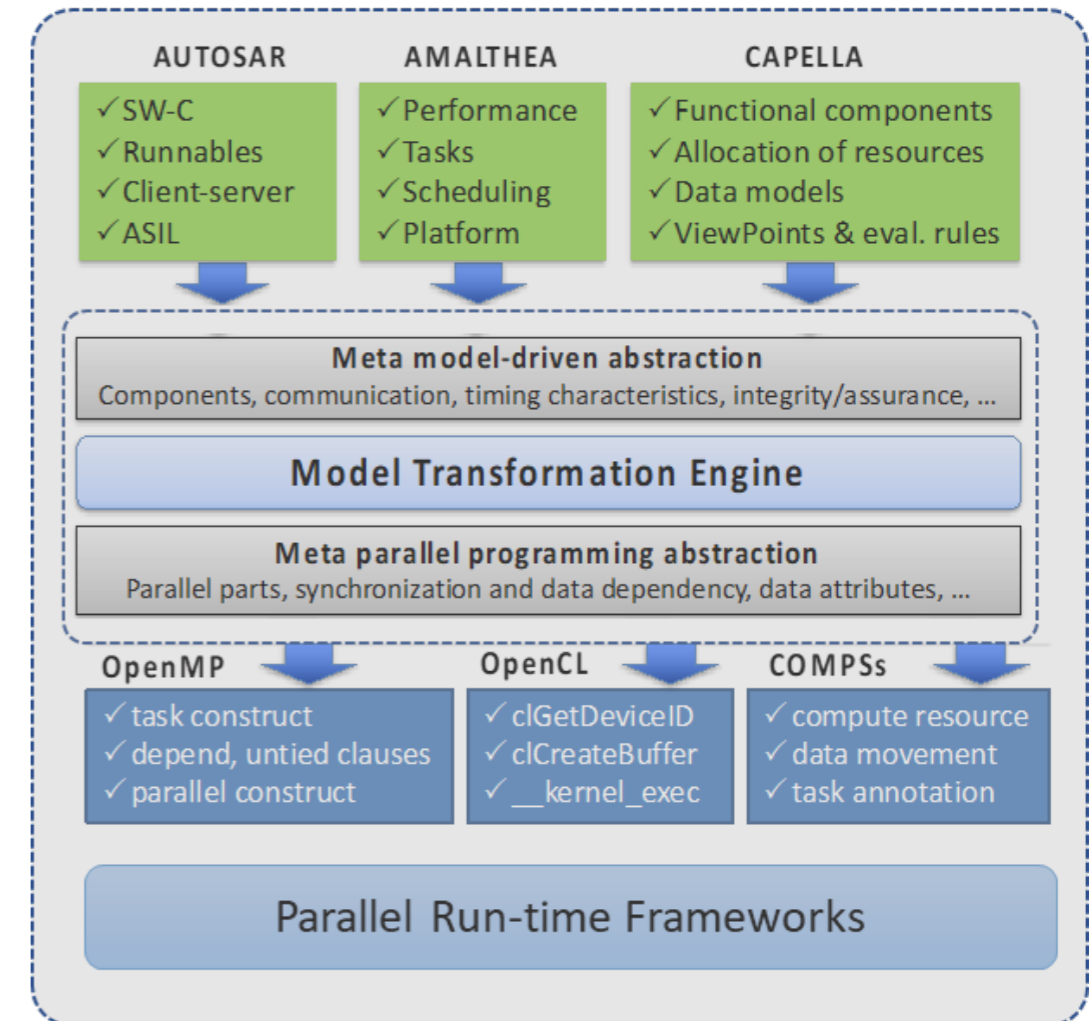 AUTOSAR
✓ SW-C
✓ Runnables
✓ Client-server
✓ ASIL
AMALTHEA
✓ Performance
✓ Tasks
✓ Scheduling
✓ Platform
CAPELLA
✓ Functional components
✓ Allocation of resources
✓ Data models
✓ ViewPoints & eval. rules
Meta model-driven abstraction
Components, communication, timing characteristics, integrity/assurance, ...
Model Transformation Engine
Meta parallel programming abstraction
Parallel parts, synchronization and data dependency, data attributes, ...
OpenMP
✓ task construct
✓ depend, untied clauses
✓ parallel construct
OpenCL
✓ clGetDeviceID
✓ clCreateBuffer
✓ __kernel_exec
COMPSs
✓ compute resource
✓ data movement
✓ task annotation
Parallel Run-time Frameworks